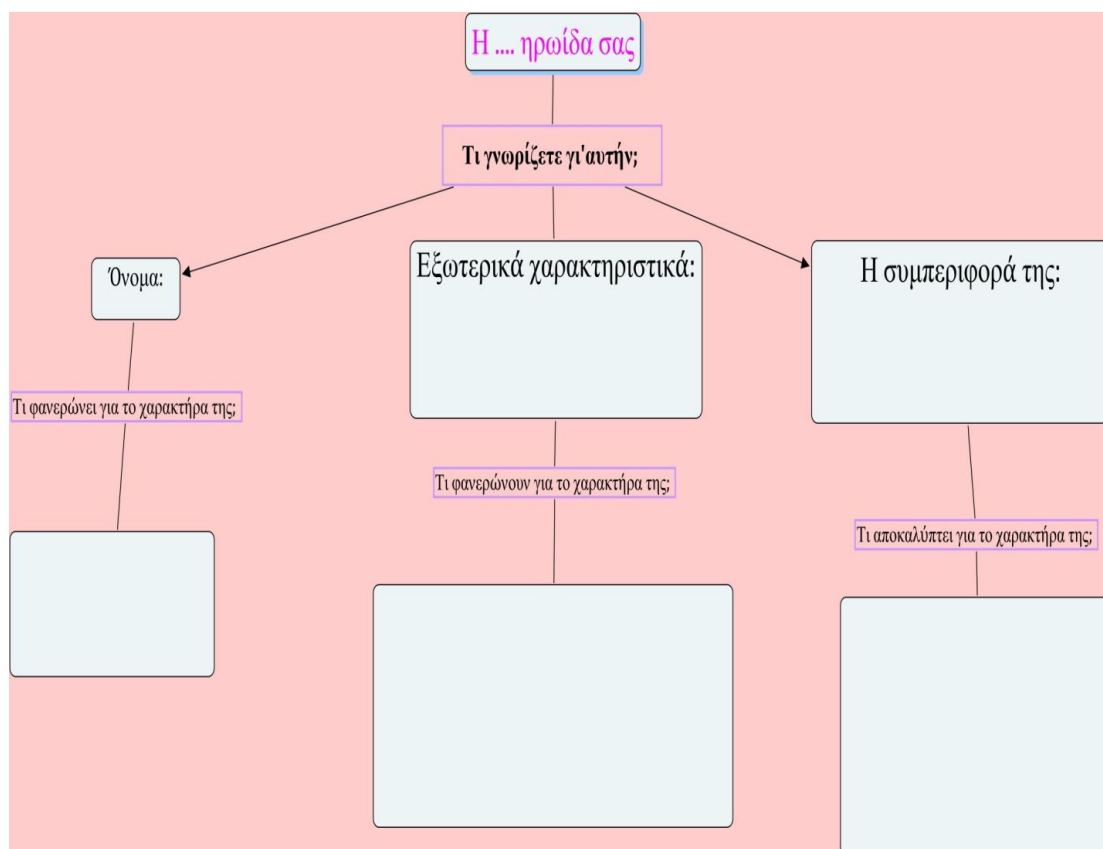 Η .... ηρωίδα σας
Τι γνωρίζετε γι'αυτήν;
Όνομα:
Εξωτερικά χαρακτηριστικά:
Η συμπεριφορά της:
Τι φανερώνει για το χαρακτήρα της;
Τι φανερώνουν για το χαρακτήρα της;
Τι αποκαλύπτει για το χαρακτήρα της;